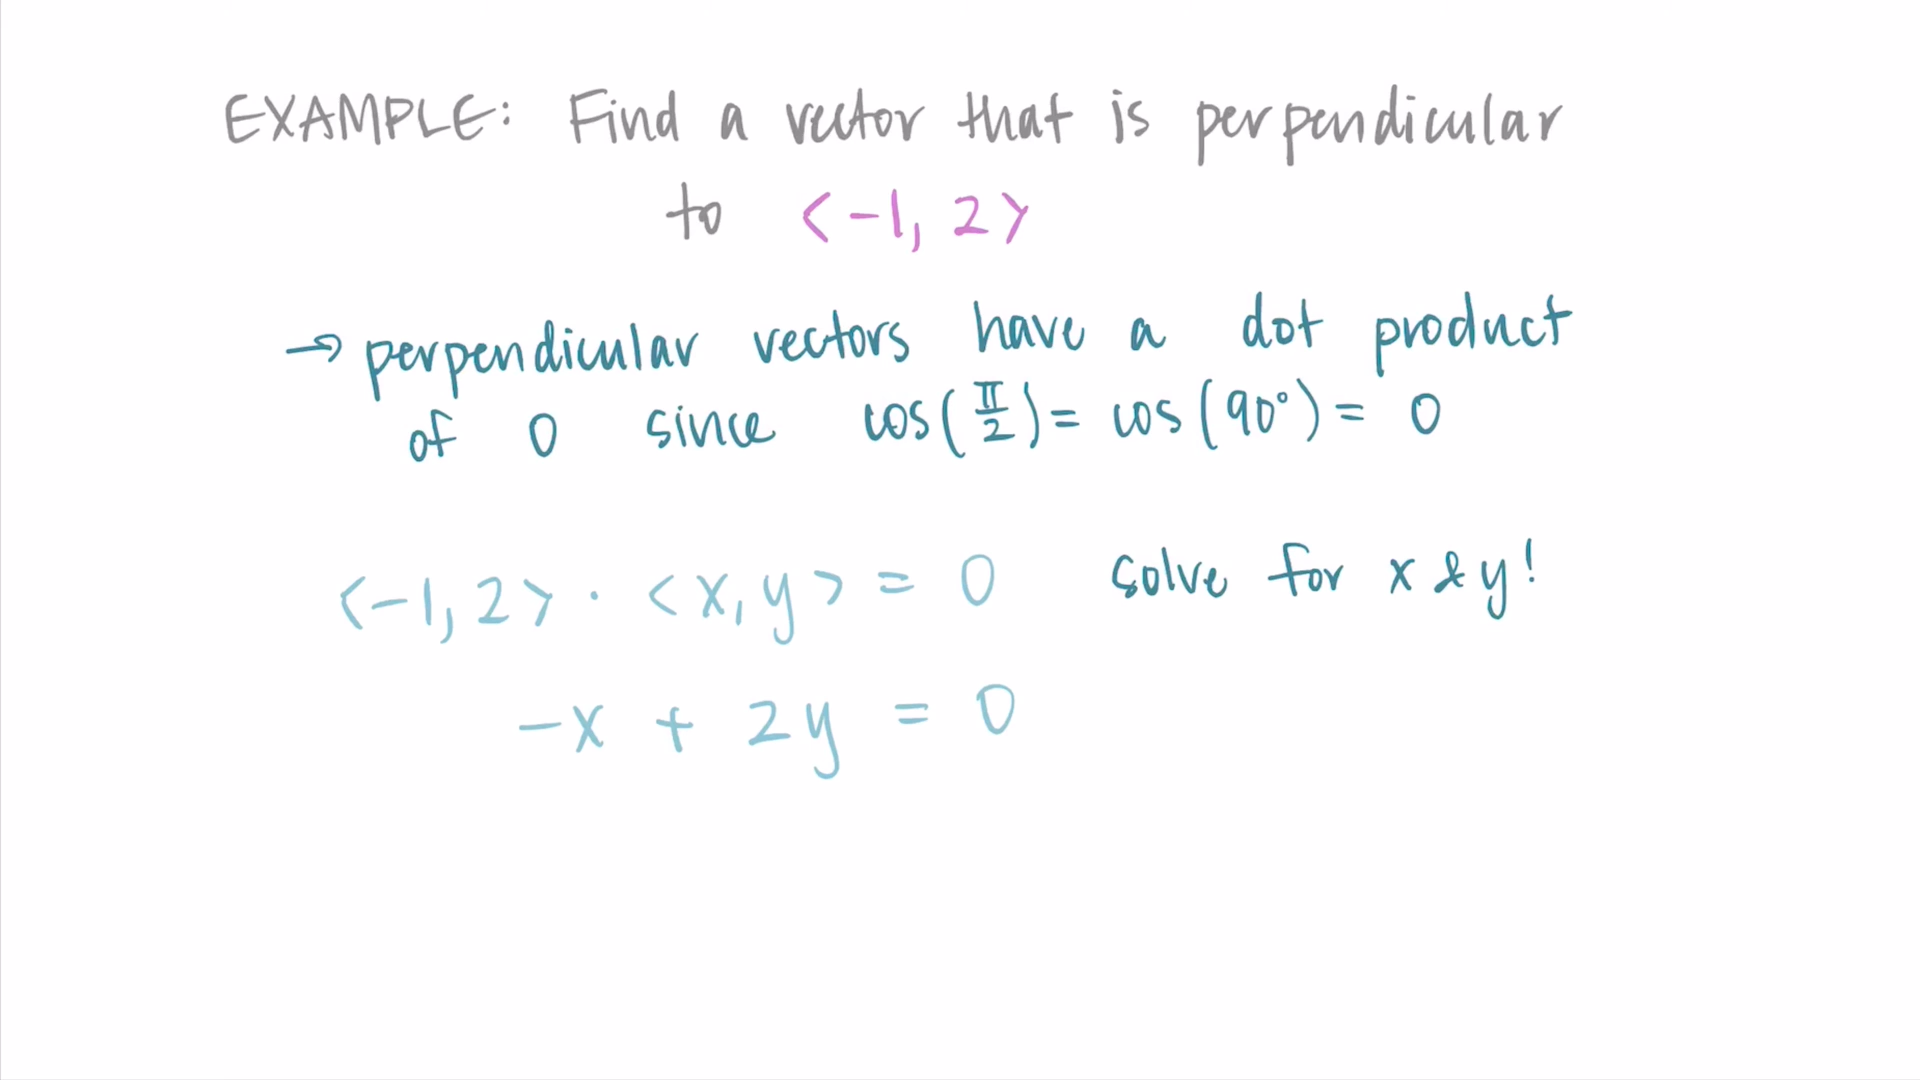 EXAMPLE: Find a vector that is perpendicular
to <-1, 2>
→ perpendicular vectors have a dot product
of 0 since cos(π/2) = cos(90°) = 0
<-1, 2> · <x, y> = 0 solve for x & y!
-x + 2y = 0